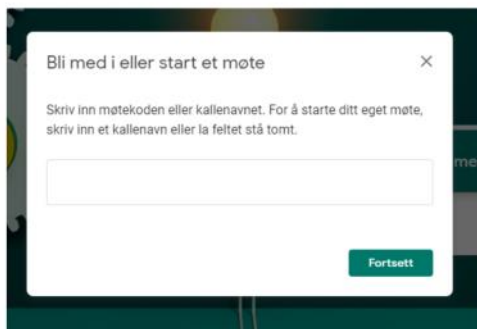 Bli med i eller start et møte
Skriv inn møtekoden eller kallenavnet. For å starte ditt eget møte,
skriv inn et kallenavn eller la feltet stå tomt.
me
Fortsett